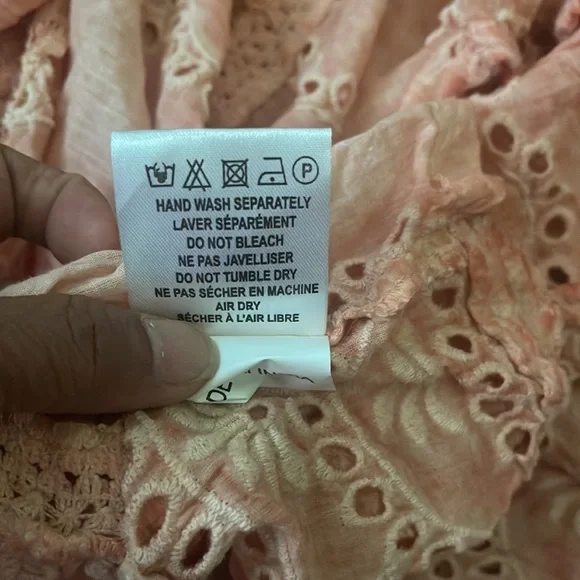 P
HAND WASH SEPARATELY
LAVER SÉPARÉMENT
DO NOT BLEACH
NE PAS JAVELLISER
DO NOT TUMBLE DRY
NE PAS SÉCHER EN MACHINE
AIR DRY
SÉCHER À L'AIR LIBRE